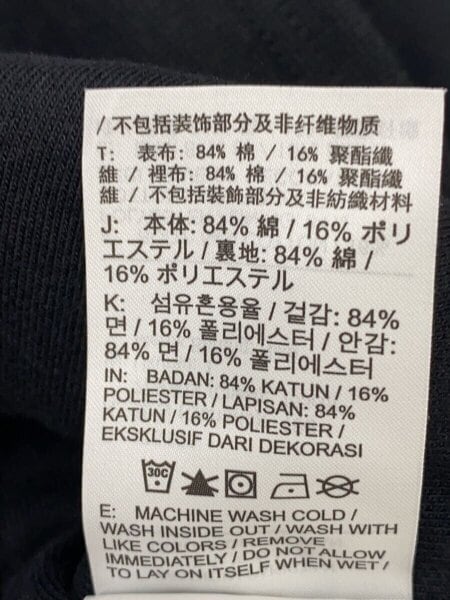 / 不包括装饰部分及非纤维物质
T: 表布: 84% 棉 / 16% 聚酯纖
維 / 裡布: 84% 棉 / 16% 聚酯纖
維 / 不包括裝飾部分及非紡織材料
J: 本体: 84% 綿 / 16% ポリ
エステル / 裏地: 84% 綿 /
16% ポリエステル
K: 섬유혼용율 / 겉감: 84%
면 / 16% 폴리에스터 / 안감:
84% 면 / 16% 폴리에스터
IN: BADAN: 84% KATUN / 16%
POLIESTER / LAPISAN: 84%
KATUN / 16% POLIESTER /
EKSKLUSIF DARI DEKORASI
30C
E: MACHINE WASH COLD /
WASH INSIDE OUT / WASH WITH
LIKE COLORS / REMOVE
IMMEDIATELY / DO NOT ALLOW
TO LAY ON ITSELF WHEN WET /